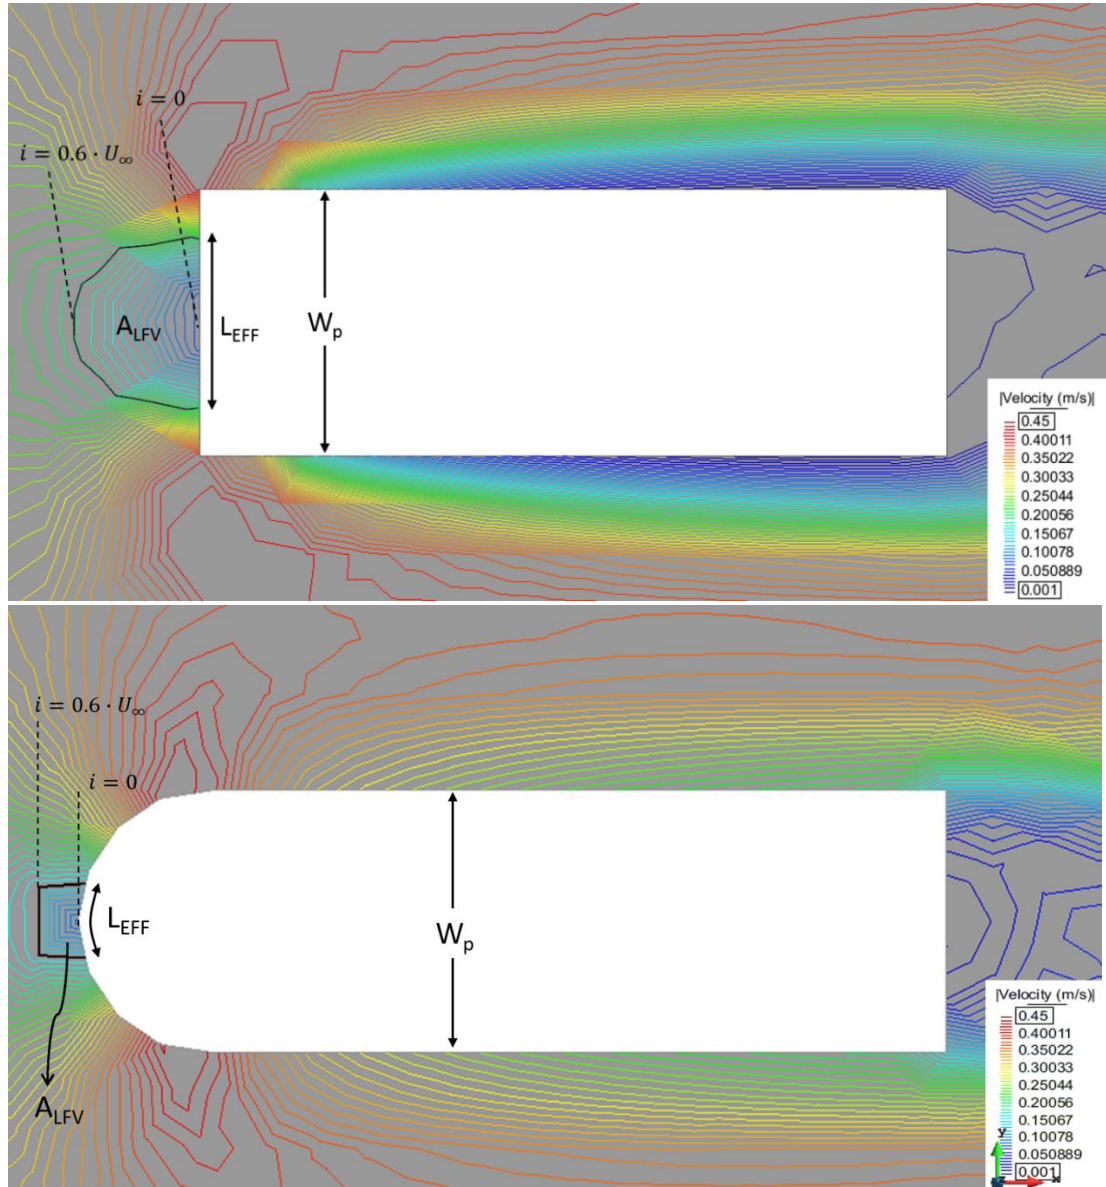 i = 0
i = 0.6 · U∞
A_LFV
L_EFF
W_p
|Velocity (m/s)|
0.45
0.40011
0.35022
0.30033
0.25044
0.20056
0.15067
0.10078
0.050889
0.001
i = 0.6 · U∞
i = 0
L_EFF
W_p
A_LFV
|Velocity (m/s)|
0.45
0.40011
0.35022
0.30033
0.25044
0.20056
0.15067
Y
0.10078
0.050889
0.001
Z
x